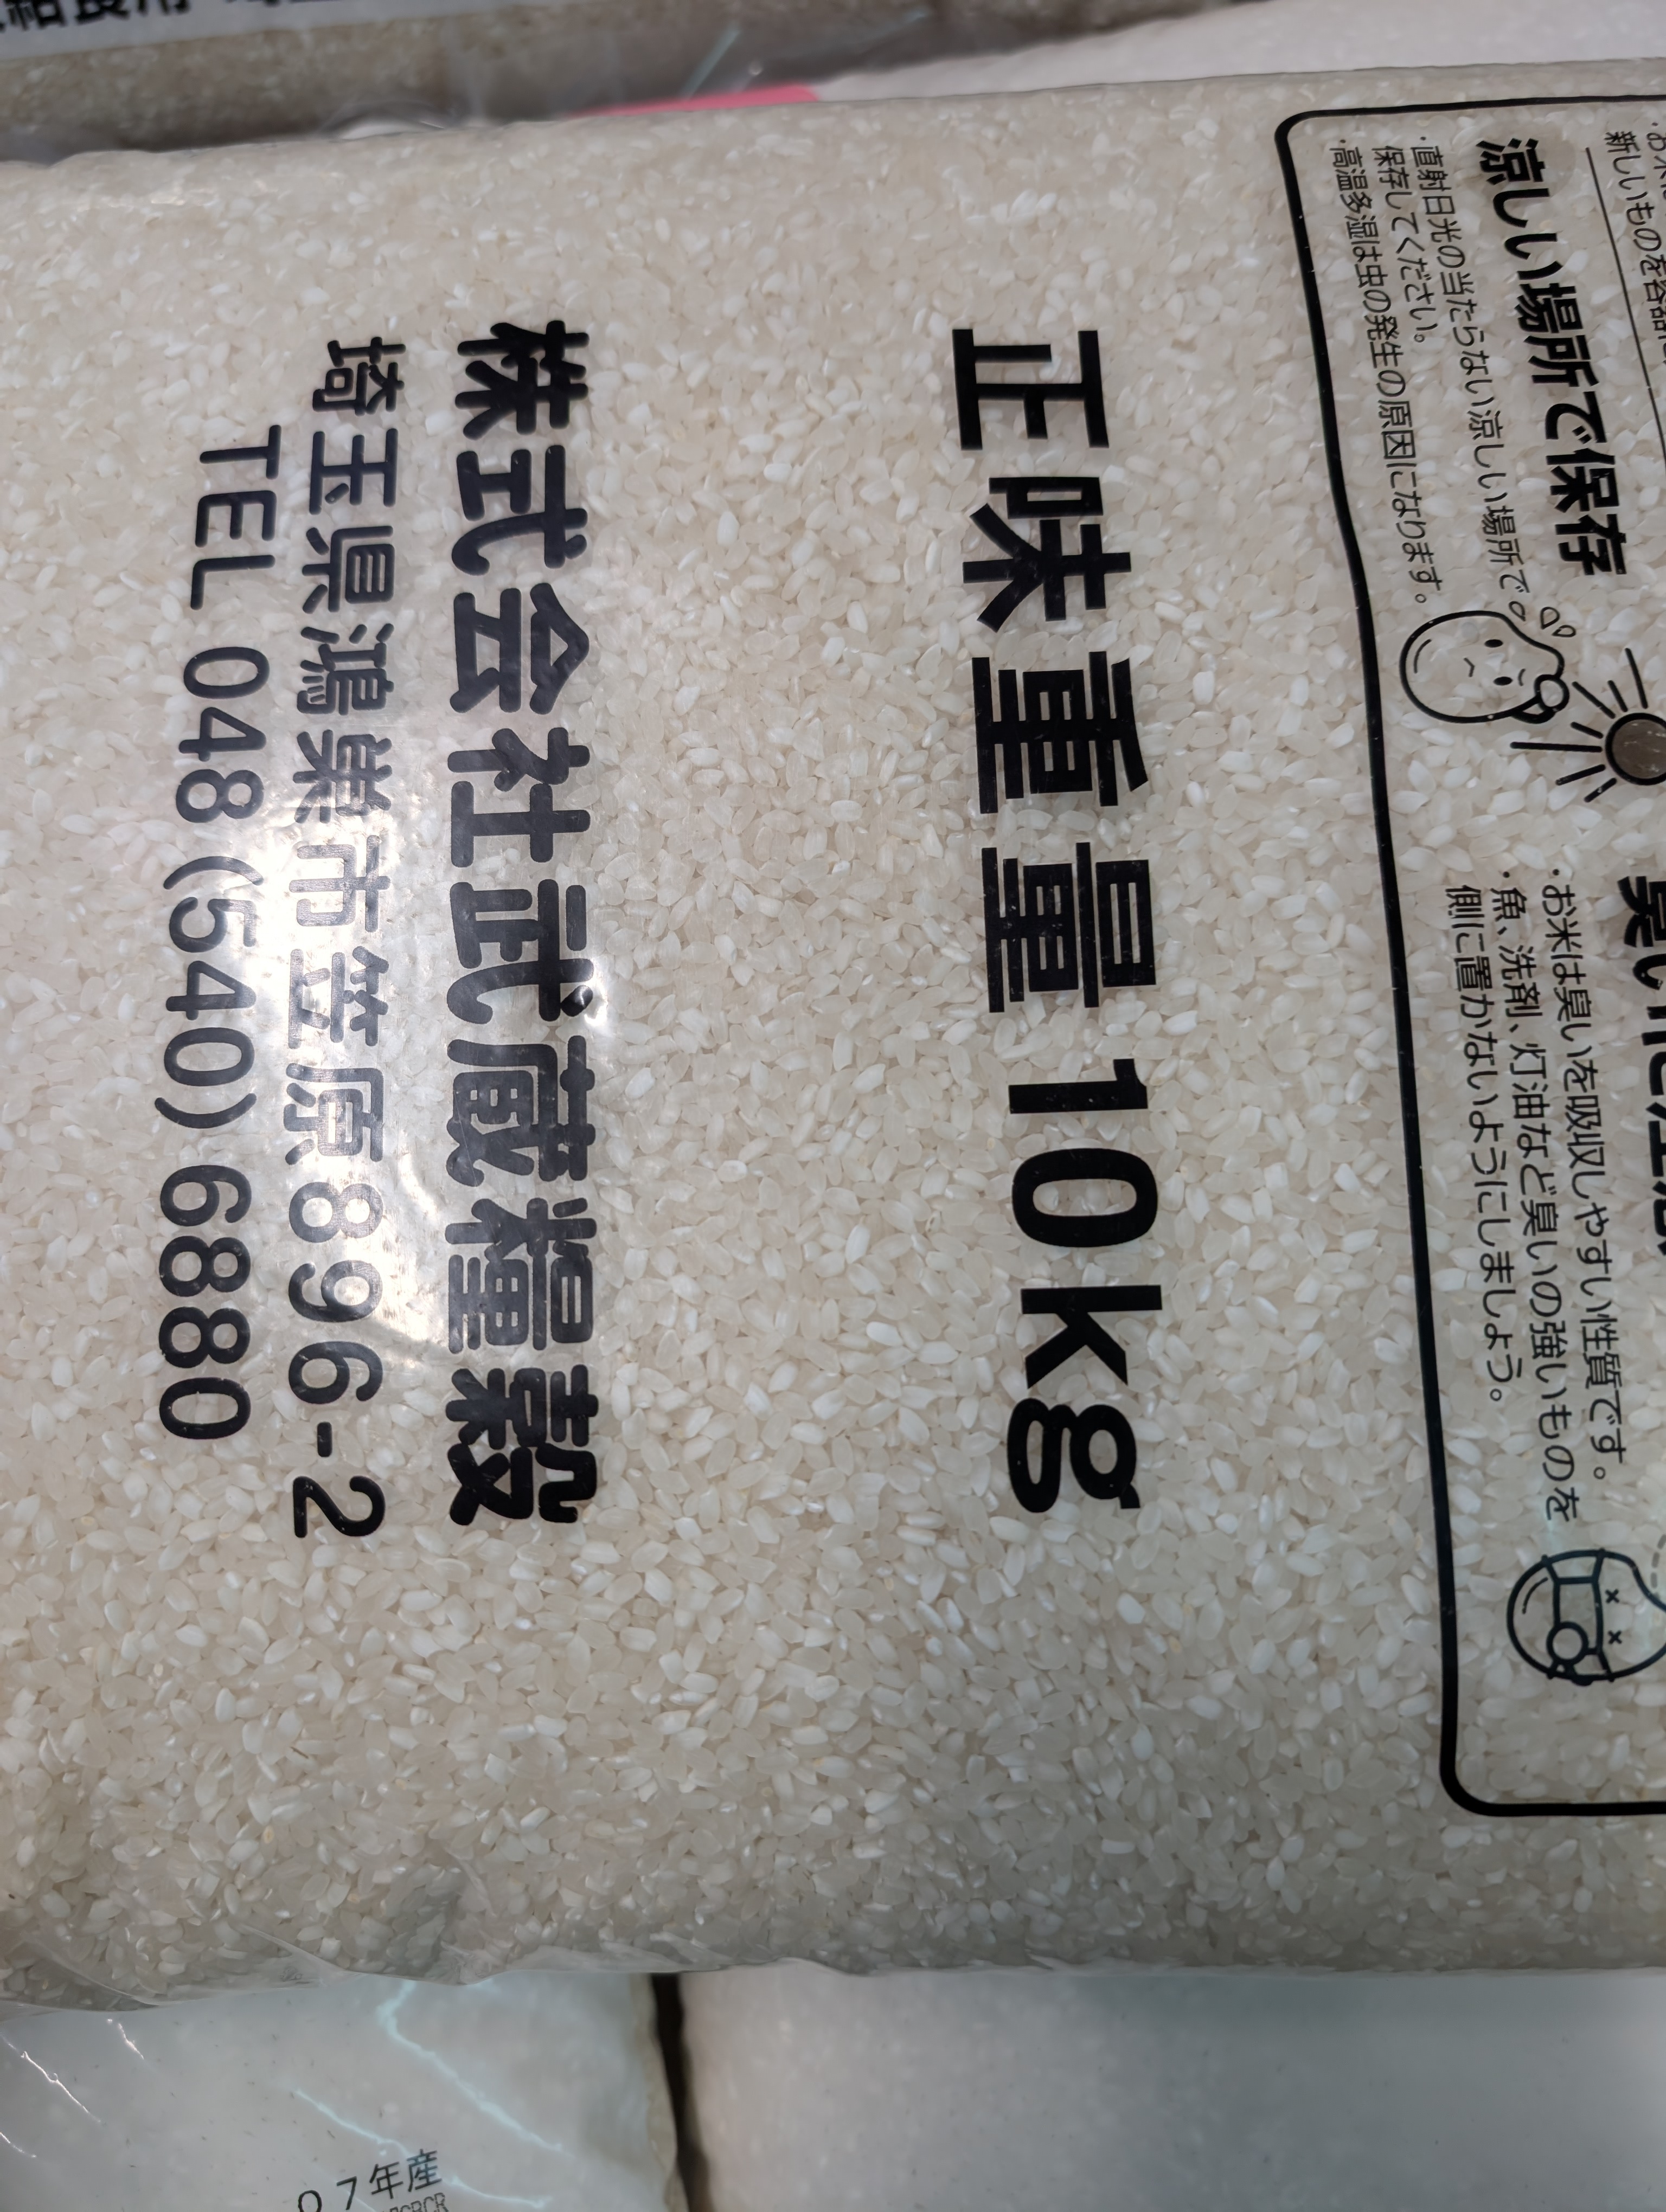 新しいものを容器に
涼しい場所で保存
・直射日光の当たらない涼しい場所で
保存してください。
・高温多湿は虫の発生の原因になります。
・お米は臭いを吸収しやすい性質です。
・魚、洗剤、灯油など臭いの強いものを
側に置かないようにしましょう。
正味重量10kg
株式会社武蔵糧穀
埼玉県鴻巣市笠原896-2
TEL 048(540)6880
07年産